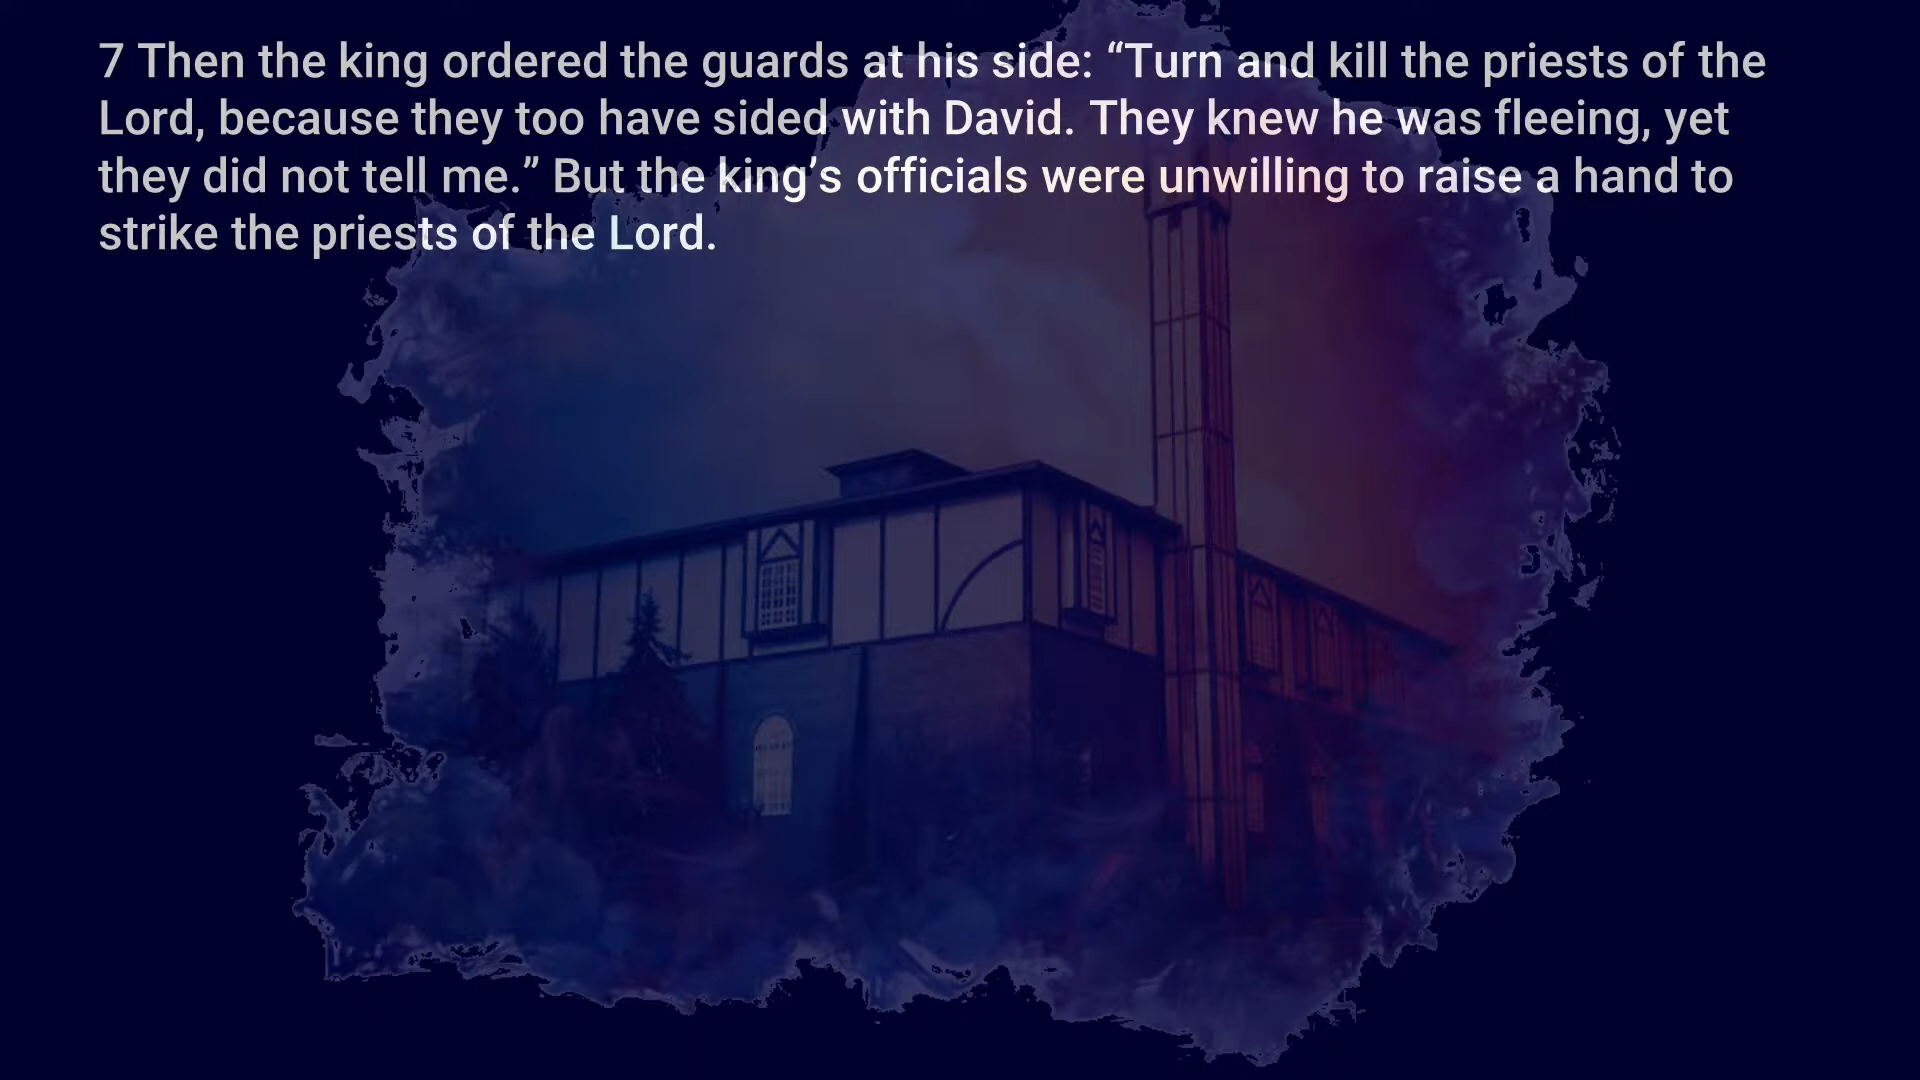 7 Then the king ordered the guards at his side: “Turn and kill the priests of the
Lord, because they too have sided with David. They knew he was fleeing, yet
they did not tell me.” But the king’s officials were unwilling to raise a hand to
strike the priests of the Lord.